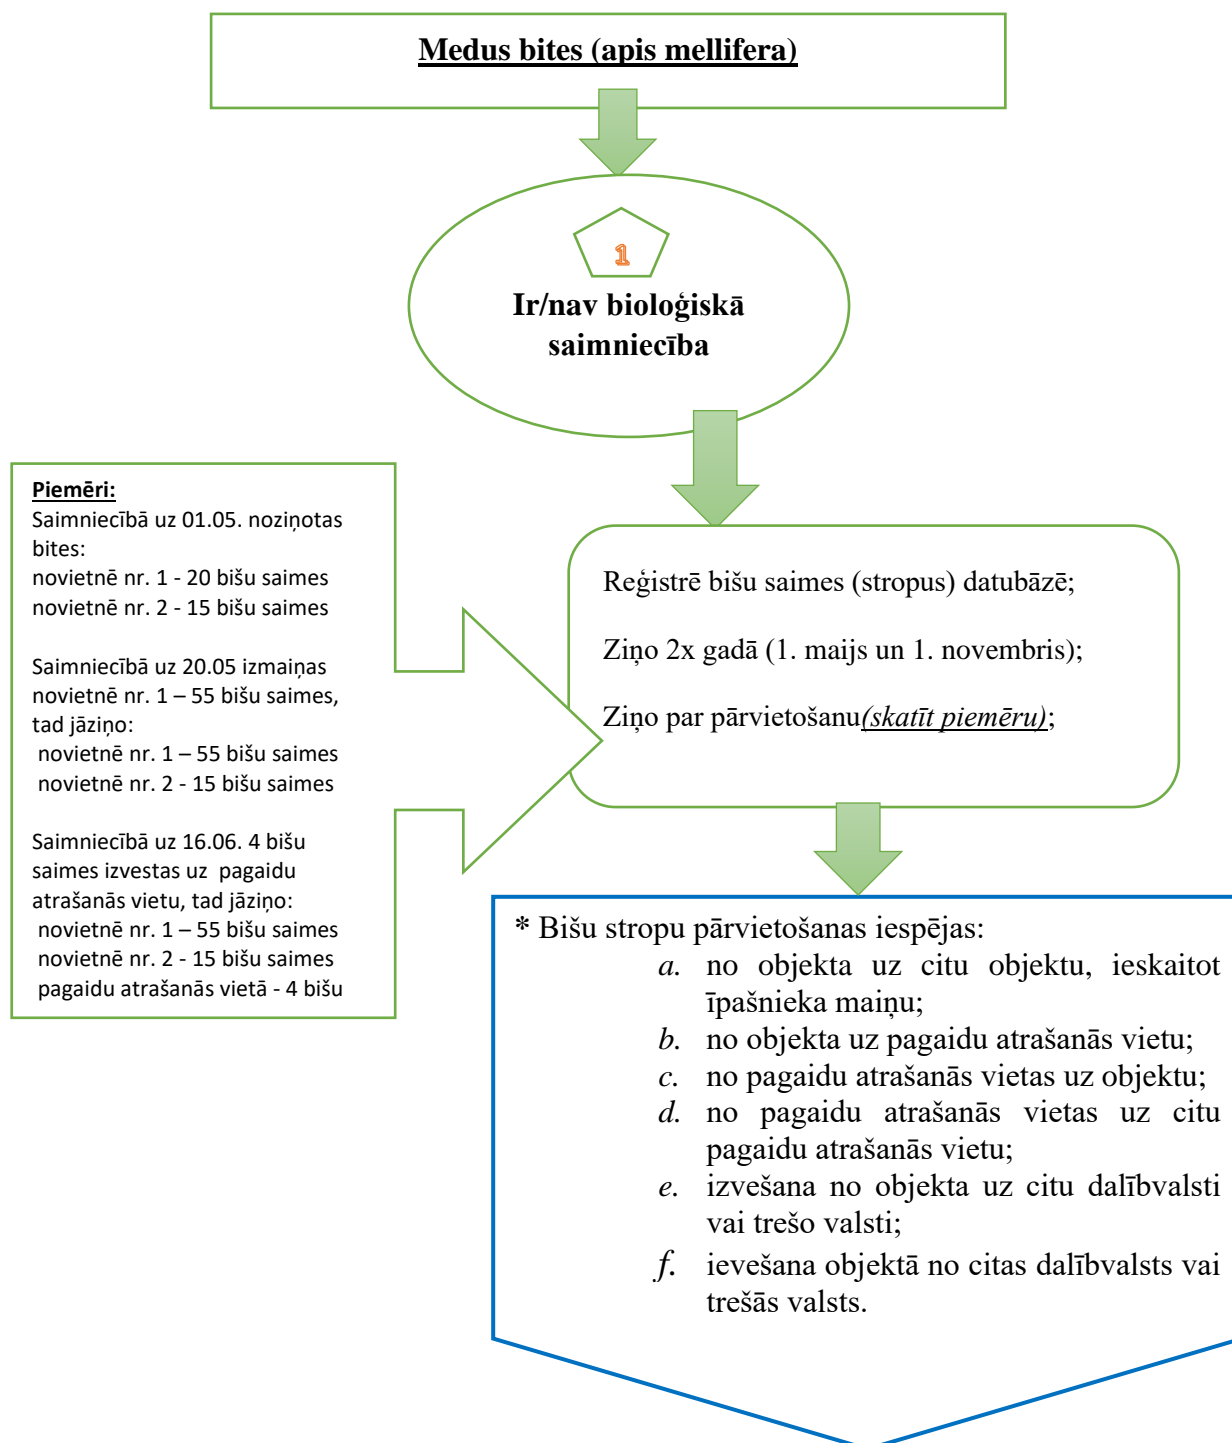 Medus bites (apis mellifera)
1
Ir/nav bioloģiskā
saimniecība
Piemēri:
Saimniecībā uz 01.05. noziņotas
bites:
novietnē nr. 1 - 20 bišu saimes
novietnē nr. 2 - 15 bišu saimes
Saimniecībā uz 20.05 izmaiņas
novietnē nr. 1 – 55 bišu saimes,
tad jāziņo:
novietnē nr. 1 – 55 bišu saimes
novietnē nr. 2 - 15 bišu saimes
Saimniecībā uz 16.06. 4 bišu
saimes izvestas uz pagaidu
atrašanās vietu, tad jāziņo:
novietnē nr. 1 – 55 bišu saimes
novietnē nr. 2 - 15 bišu saimes
pagaidu atrašanās vietā - 4 bišu
Reģistrē bišu saimes (stropus) datubāzē;
Ziņo 2x gadā (1. maijs un 1. novembris);
Ziņo par pārvietošanu(skatīt piemēru);
* Bišu stropu pārvietošanas iespējas:
a. no objekta uz citu objektu, ieskaitot
īpašnieka maiņu;
b. no objekta uz pagaidu atrašanās vietu;
c. no pagaidu atrašanās vietas uz objektu;
d. no pagaidu atrašanās vietas uz citu
pagaidu atrašanās vietu;
e. izvešana no objekta uz citu dalībvalsti
vai trešo valsti;
f. ievešana objektā no citas dalībvalsts vai
trešās valsts.